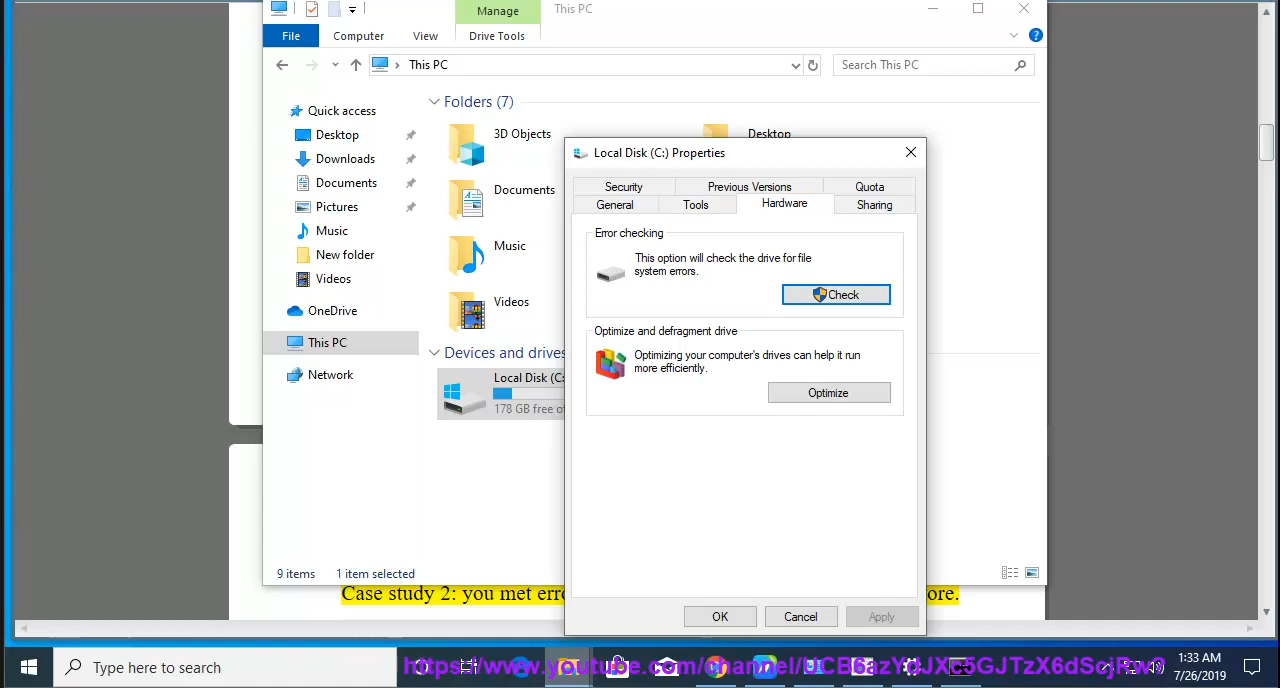 Manage
This PC
File
Computer
View
Drive Tools
This PC
Search This PC
Quick access
Desktop
Downloads
Documents
Pictures
Music
New folder
Videos
OneDrive
This PC
Network
Folders (7)
3D Objects
Desktop
Documents
Music
Videos
Devices and drives
Local Disk (C:
178 GB free of
Local Disk (C:) Properties
Security
Previous Versions
Quota
General
Tools
Hardware
Sharing
Error checking
This option will check the drive for file
system errors.
Check
Optimize and defragment drive
Optimizing your computer's drives can help it run
more efficiently.
Optimize
OK
Cancel
Apply
9 items
1 item selected
Case study 2: you met
Type here to search
1:33 AM
7/26/2019